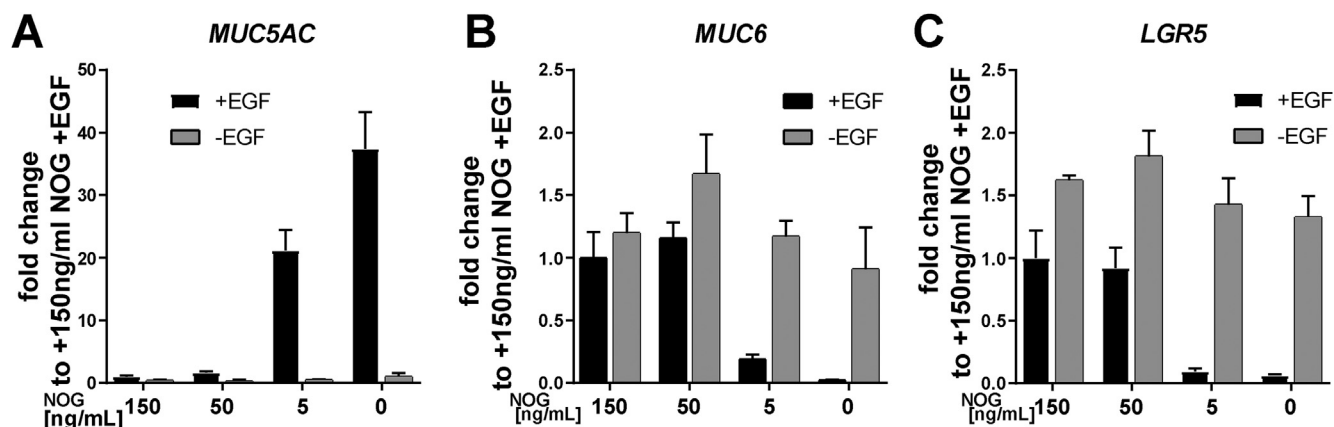 A
MUC5AC
fold change
to +150ng/ml NOG +EGF
50
40
30
20
10
0
+EGF
-EGF
NOG
[ng/mL]
150 50 5 0
B
MUC6
fold change
to +150ng/ml NOG +EGF
2.5
2.0
1.5
1.0
0.5
0.0
+EGF
-EGF
NOG
[ng/mL]
150 50 5 0
C
LGR5
fold change
to +150ng/ml NOG +EGF
2.5
2.0
1.5
1.0
0.5
0.0
+EGF
-EGF
NOG
[ng/mL]
150 50 5 0